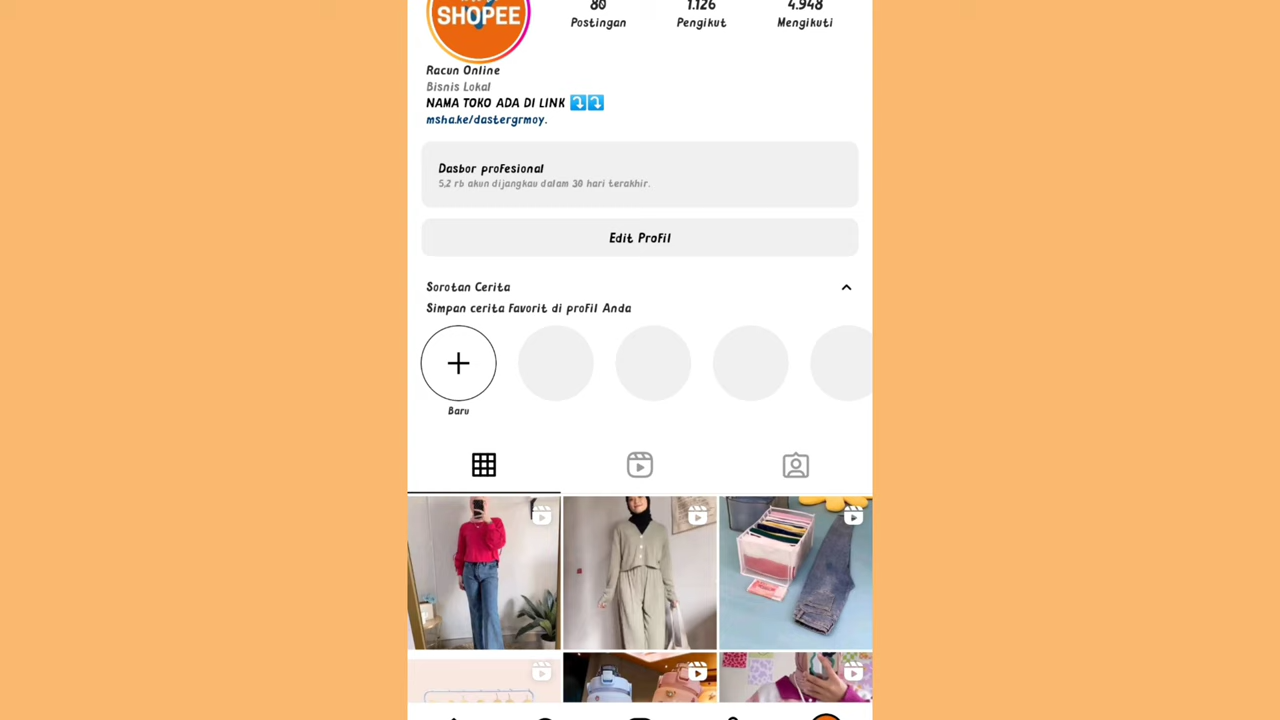 SHOPEE
80
1.126
4.948
Postingan
Pengikut
Mengikuti
Racun Online
Bisnis Lokal
NAMA TOKO ADA DI LINK ⤵️⤵️
msha.ke/dastergrmoy.
Dasbor profesional
5,2 rb akun dijangkau dalam 30 hari terakhir.
Edit Profil
Sorotan Cerita
Simpan cerita favorit di profil Anda
Baru